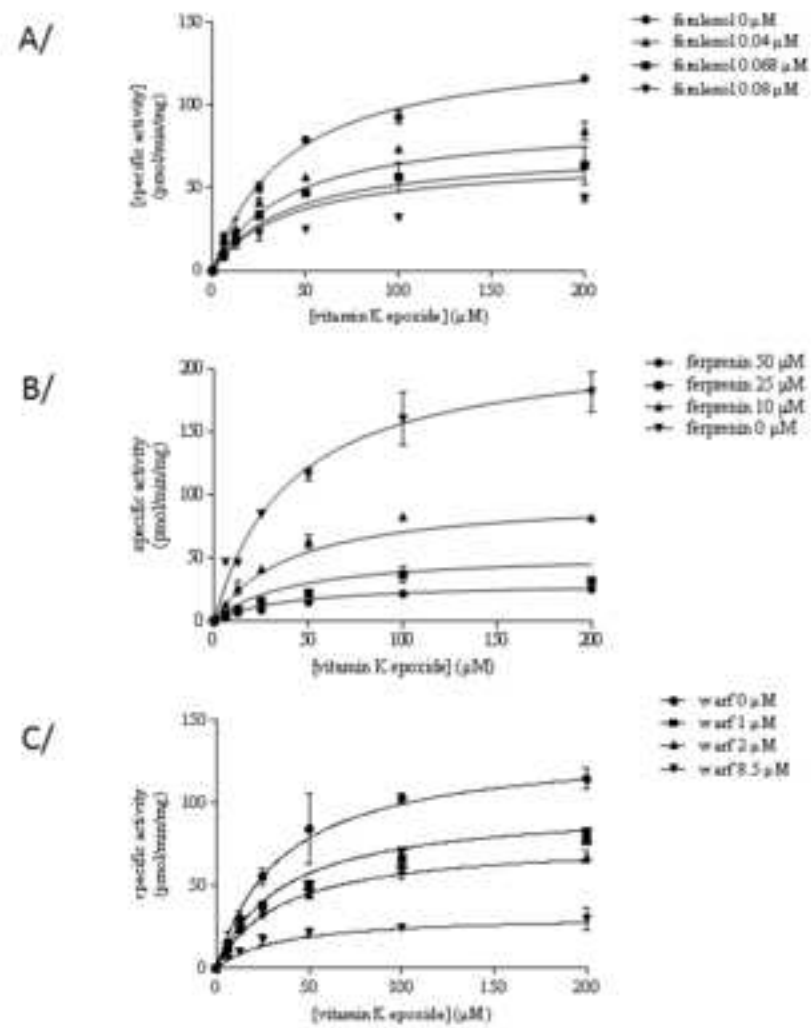 A/
[specific activity]
(pmol/min/mg)
150
100
50
0
0
50
100
150
200
[vitamin K epoxide] (µM)
0 µM
0.04 µM
0.068 µM
0.08 µM
B/
specific activity
(pmol/min/mg)
200
150
100
50
0
0
50
100
150
200
[vitamin K epoxide] (µM)
ferprenin 50 µM
ferprenin 25 µM
ferprenin 10 µM
ferprenin 0 µM
C/
specific activity
(pmol/min/mg)
150
100
50
0
0
50
100
150
200
[vitamin K epoxide] (µM)
warf 0 µM
warf 1 µM
warf 2 µM
warf 8.5 µM